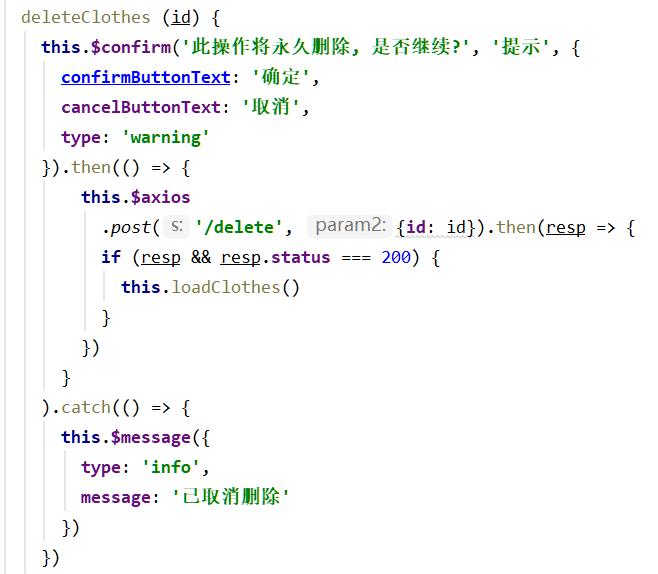 deleteClothes (id) {
this.$confirm('此操作将永久删除, 是否继续?', '提示', {
confirmButtonText: '确定',
cancelButtonText: '取消',
type: 'warning'
}).then(() => {
this.$axios
.post( s: '/delete', param2: {id: id}).then(resp => {
if (resp && resp.status === 200) {
this.loadClothes()
}
})
}
).catch(() => {
this.$message({
type: 'info',
message: '已取消删除'
})
})